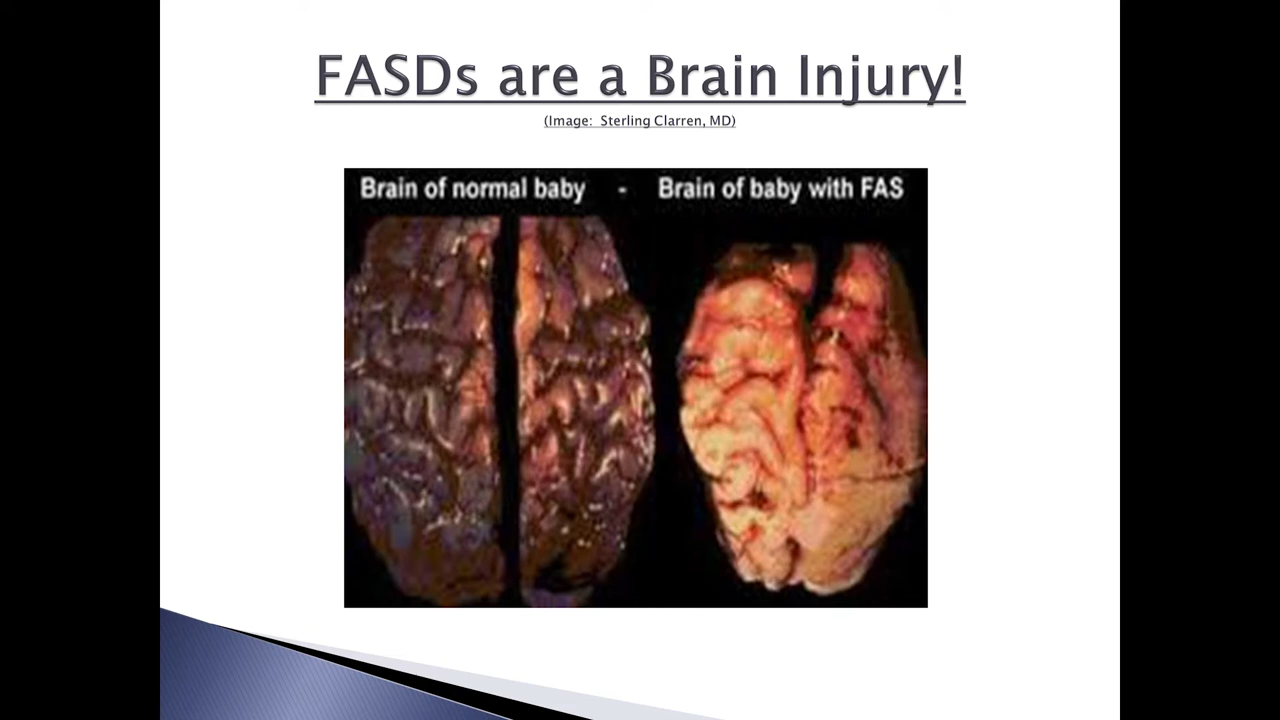 FASDs are a Brain Injury!
(Image: Sterling Clarren, MD)
Brain of normal baby - Brain of baby with FAS